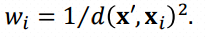 wᵢ = 1/d(𝐱′, 𝐱ᵢ)².